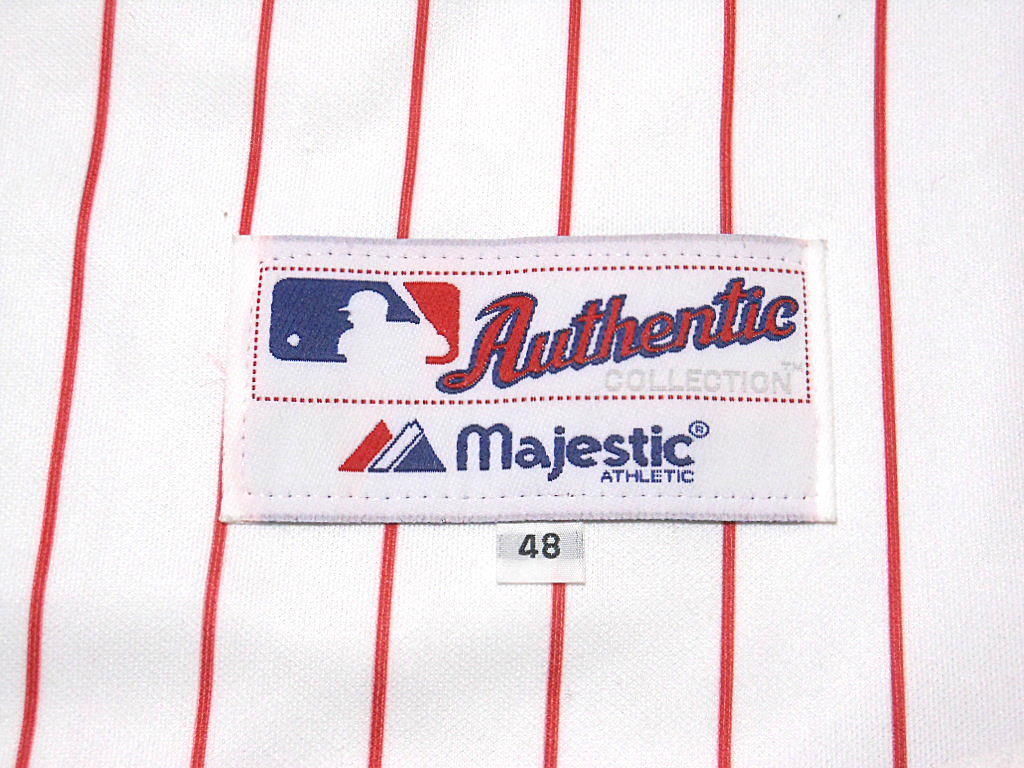 Authentic
COLLECTION™
Majestic®
ATHLETIC
48